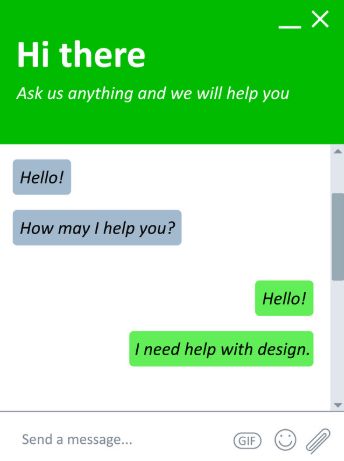 Hi there
Ask us anything and we will help you
Hello!
How may I help you?
Hello!
I need help with design.
Send a message...
GIF